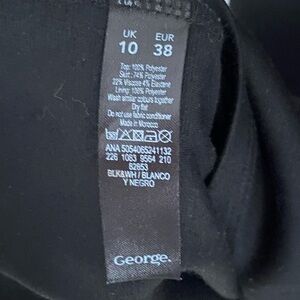 UK EUR
10 38
Top: 100% Polyester
Skirt: 74% Polyester
22% Viscose 4% Elastane
Lining: 100% Polyester
Wash similar colours together
Dry flat
Do not use fabric conditioner
Made in Morocco
ANA 5054065241132
226 1083 9564 210
82853
BLK&WH / BLANCO
Y NEGRO
George.